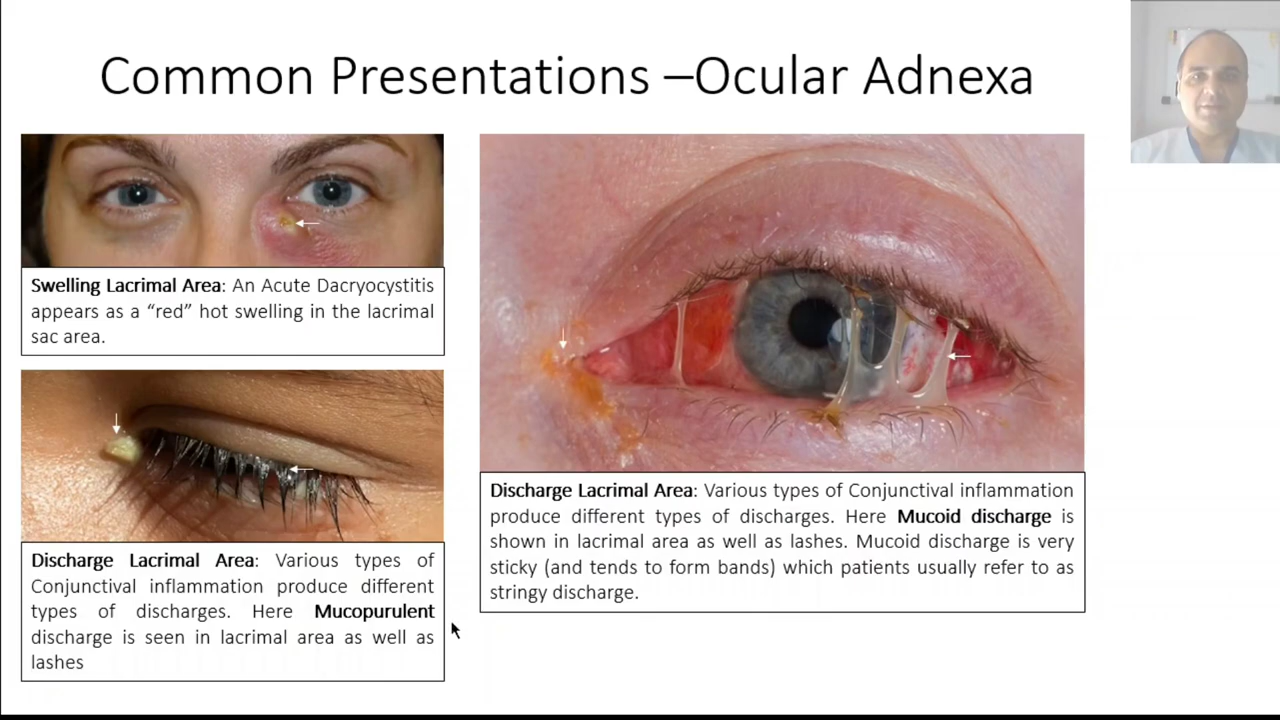 Common Presentations –Ocular Adnexa
Swelling Lacrimal Area: An Acute Dacryocystitis
appears as a “red” hot swelling in the lacrimal
sac area.
Discharge Lacrimal Area: Various types of
Conjunctival inflammation produce different
types of discharges. Here Mucopurulent
discharge is seen in lacrimal area as well as
lashes
Discharge Lacrimal Area: Various types of Conjunctival inflammation
produce different types of discharges. Here Mucoid discharge is
shown in lacrimal area as well as lashes. Mucoid discharge is very
sticky (and tends to form bands) which patients usually refer to as
stringy discharge.